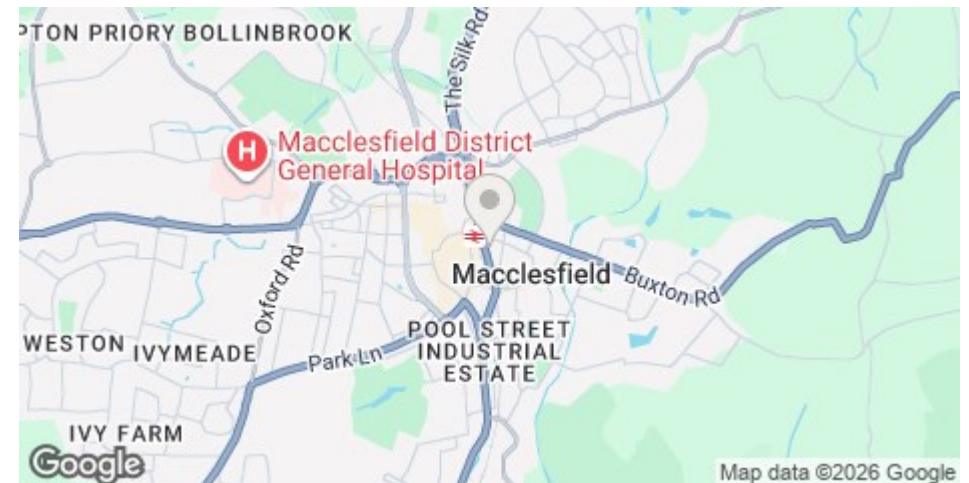 PTON PRIORY BOLLINBROOK
The Silk Rd
H
Macclesfield District
General Hospital
Oxford Rd
Macclesfield
Buxton Rd
WESTON
IVYMEADE
Park Ln
POOL STREET
INDUSTRIAL
ESTATE
IVY FARM
Google
Map data ©2026 Google